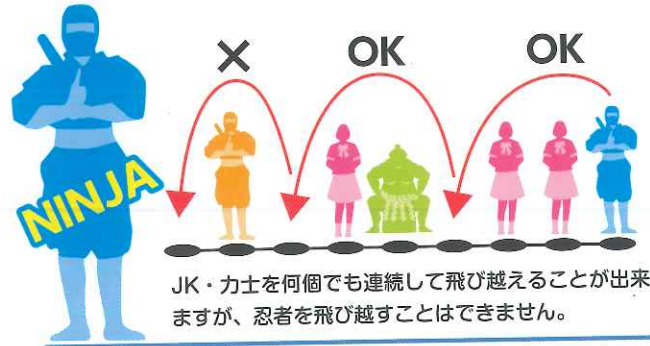 × OK OK
NINJA
JK・力士を何個でも連続して飛び越えることが出来
ますが、忍者を飛び越すことはできません。